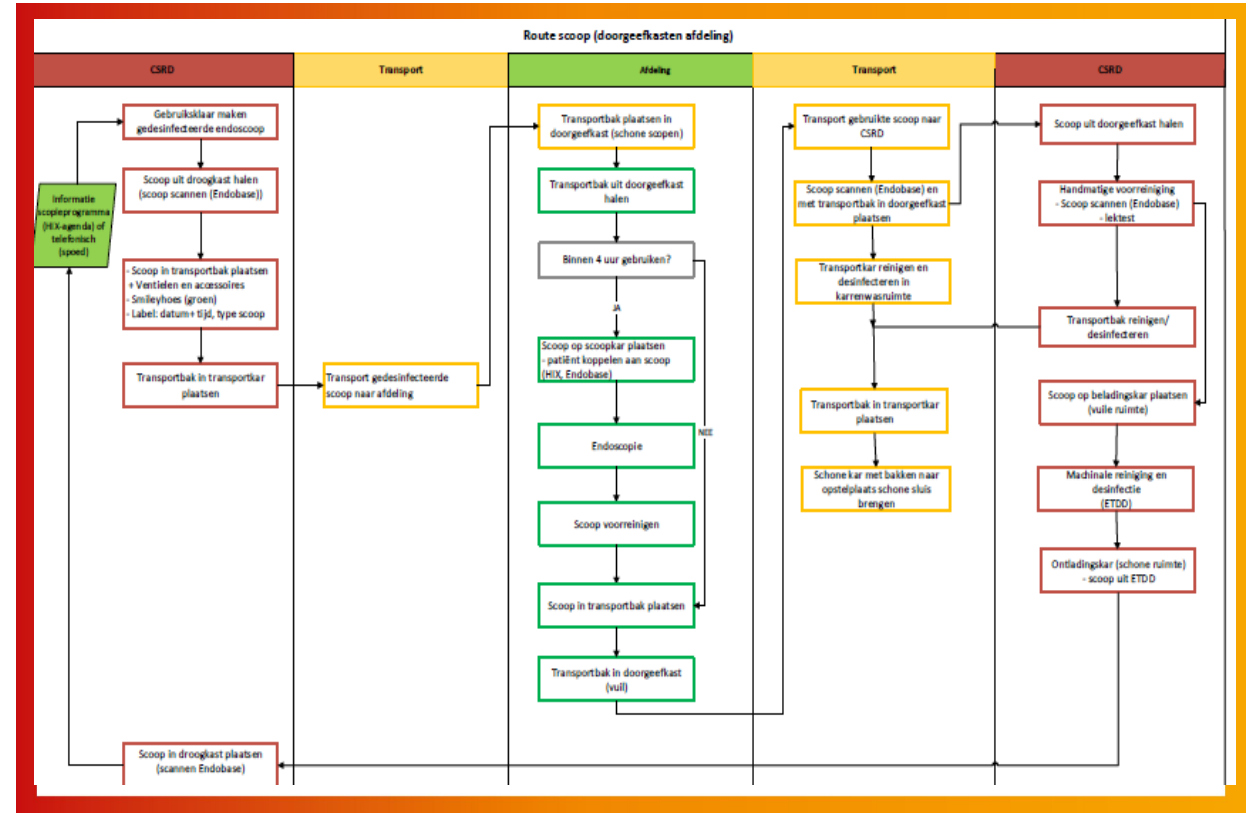 Route scoop (doorgeefkasten afdeling)
CSRD
Transport
Afdeling
Transport
CSRD
Gebruiksklaar maken
gedesinfecteerde endoscoop
Scoop uit droogkast halen
(scoop scannen (Endobase))
Informatie
scopieprogramma
(HIX-agenda) of
telefonisch
(spoed)
- Scoop in transportbak plaatsen
+ Ventielen en accessoires
- Smileyhoes (groen)
- Label: datum+ tijd, type scoop
Transportbak in transportkar
plaatsen
Scoop in droogkast plaatsen
(scannen Endobase)
Transport gedesinfecteerde
scoop naar afdeling
Transportbak plaatsen in
doorgeefkast (schone scopen)
Transportbak uit doorgeefkast
halen
Binnen 4 uur gebruiken?
JA
NEE
Scoop op scoopkar plaatsen
- patiënt koppelen aan scoop
(HIX, Endobase)
Endoscopie
Scoop voorreinigen
Scoop in transportbak plaatsen
Transportbak in doorgeefkast
(vuil)
Transport gebruikte scoop naar
CSRD
Scoop scannen (Endobase) en
met transportbak in doorgeefkast
plaatsen
Transportkar reinigen en
desinfecteren in
karrenwasruimte
Transportbak in transportkar
plaatsen
Schone kar met bakken naar
opstelplaats schone sluis
brengen
Scoop uit doorgeefkast halen
Handmatige voorreiniging
- Scoop scannen (Endobase)
- lektest
Transportbak reinigen/
desinfecteren
Scoop op beladingskar plaatsen
(vuile ruimte)
Machinale reiniging en
desinfectie
(ETDD)
Ontladingskar (schone ruimte)
- scoop uit ETDD